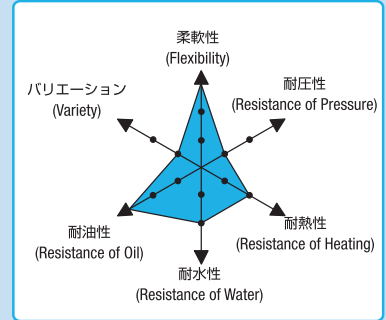 柔軟性
(Flexibility)
耐圧性
(Resistance of Pressure)
バリエーション
(Variety)
耐油性
(Resistance of Oil)
耐熱性
(Resistance of Heating)
耐水性
(Resistance of Water)